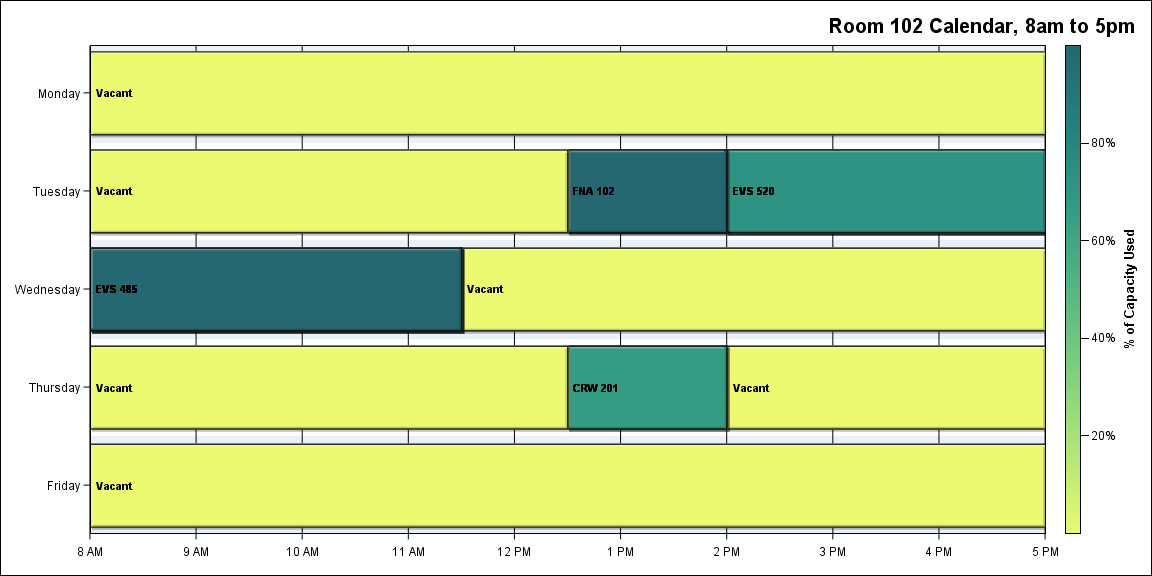 Room 102 Calendar, 8am to 5pm
Monday
Vacant
Tuesday
Vacant
FNA 102
EVS 520
Wednesday
EVS 485
Vacant
Thursday
Vacant
CRW 201
Vacant
Friday
Vacant
8 AM 9 AM 10 AM 11 AM 12 PM 1 PM 2 PM 3 PM 4 PM 5 PM
80%
60%
40%
20%
% of Capacity Used